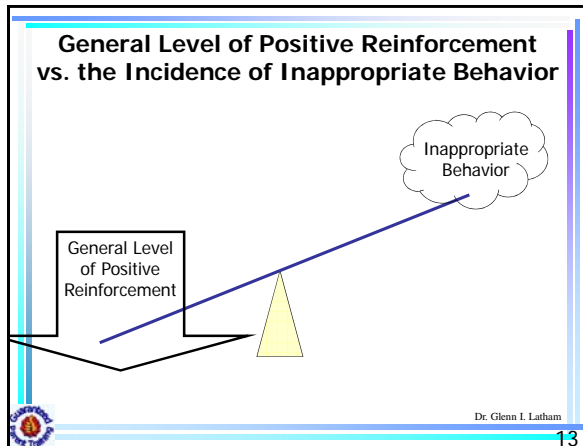 General Level of Positive Reinforcement
vs. the Incidence of Inappropriate Behavior
Inappropriate
Behavior
General Level
of Positive
Reinforcement
Dr. Glenn I. Latham
Guaranteed
13